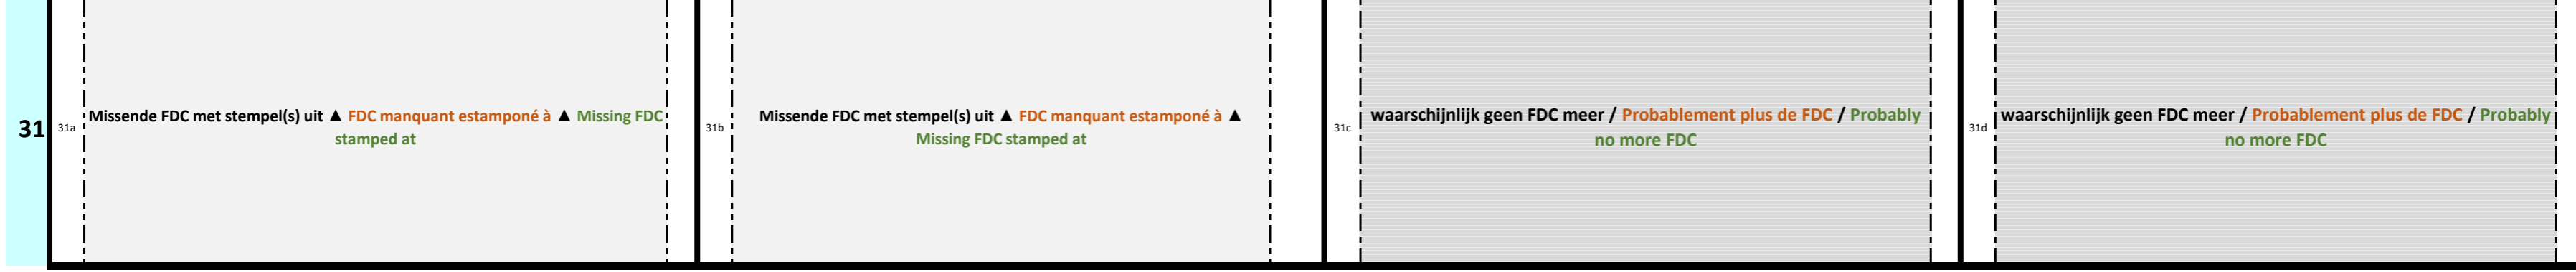 31
31a
Missende FDC met stempel(s) uit ▲ FDC manquant estamponé à ▲ Missing FDC
stamped at
31b
Missende FDC met stempel(s) uit ▲ FDC manquant estamponé à ▲
Missing FDC stamped at
31c
waarschijnlijk geen FDC meer / Probablement plus de FDC / Probably
no more FDC
31d
waarschijnlijk geen FDC meer / Probablement plus de FDC / Probably
no more FDC